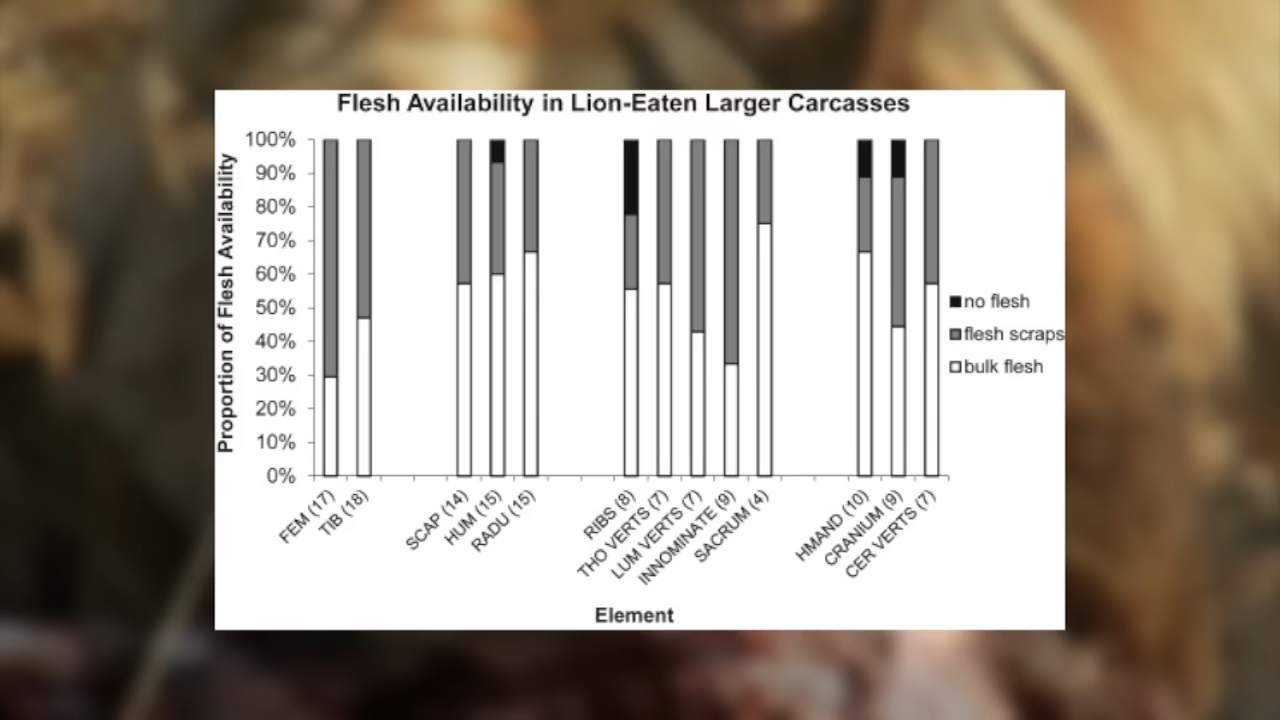 Flesh Availability in Lion-Eaten Larger Carcasses
Proportion of Flesh Availability
100%
90%
80%
70%
60%
50%
40%
30%
20%
10%
0%
FEM (17)
TIB (18)
SCAP (14)
HUM (15)
RADU (15)
RIBS (8)
THO VERTS (7)
LUM VERTS (7)
INNOMINATE (9)
SACRUM (4)
HMAND (10)
CRANIUM (9)
CER VERTS (7)
no flesh
flesh scraps
bulk flesh
Element